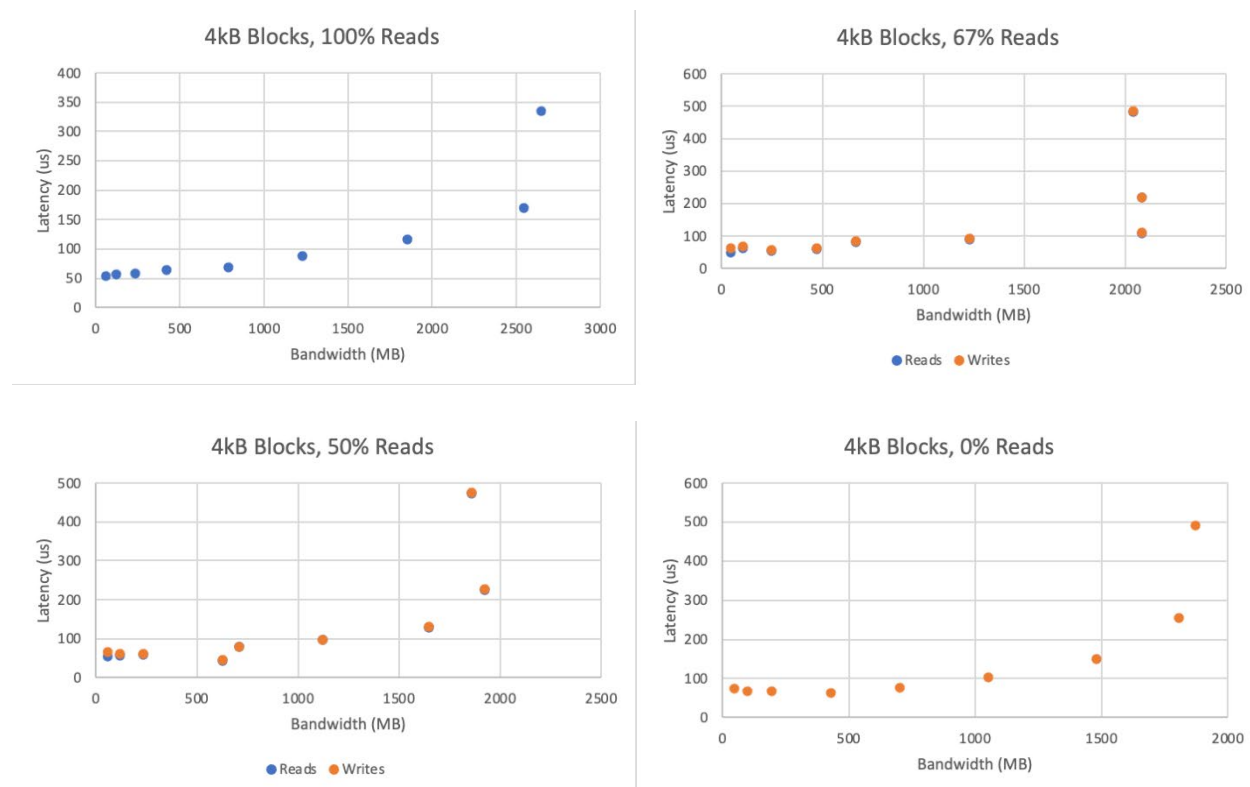 4kB Blocks, 100% Reads
400
350
300
250
200
150
100
50
0
Latency (us)
0 500 1000 1500 2000 2500 3000
Bandwidth (MB)
4kB Blocks, 67% Reads
600
500
400
300
200
100
0
Latency (us)
0 500 1000 1500 2000 2500
Bandwidth (MB)
Reads Writes
4kB Blocks, 50% Reads
500
400
300
200
100
0
Latency (us)
0 500 1000 1500 2000 2500
Bandwidth (MB)
Reads Writes
4kB Blocks, 0% Reads
600
500
400
300
200
100
0
Latency (us)
0 500 1000 1500 2000
Bandwidth (MB)